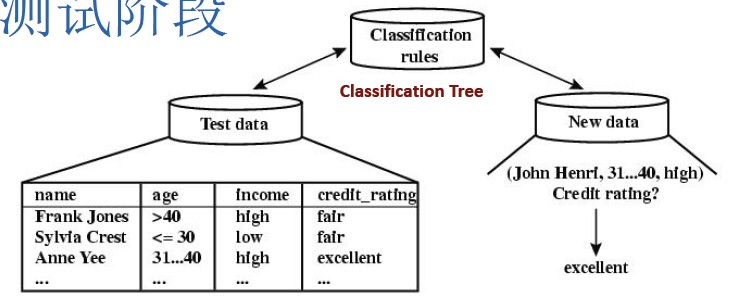 测试阶段
Classification
rules
Classification Tree
Test data
New data
name age income credit_rating
Frank Jones >40 high fair
Sylvia Crest <= 30 low fair
Anne Yee 31...40 high excellent
... ... ... ...
(John Henri, 31...40, high)
Credit rating?
excellent